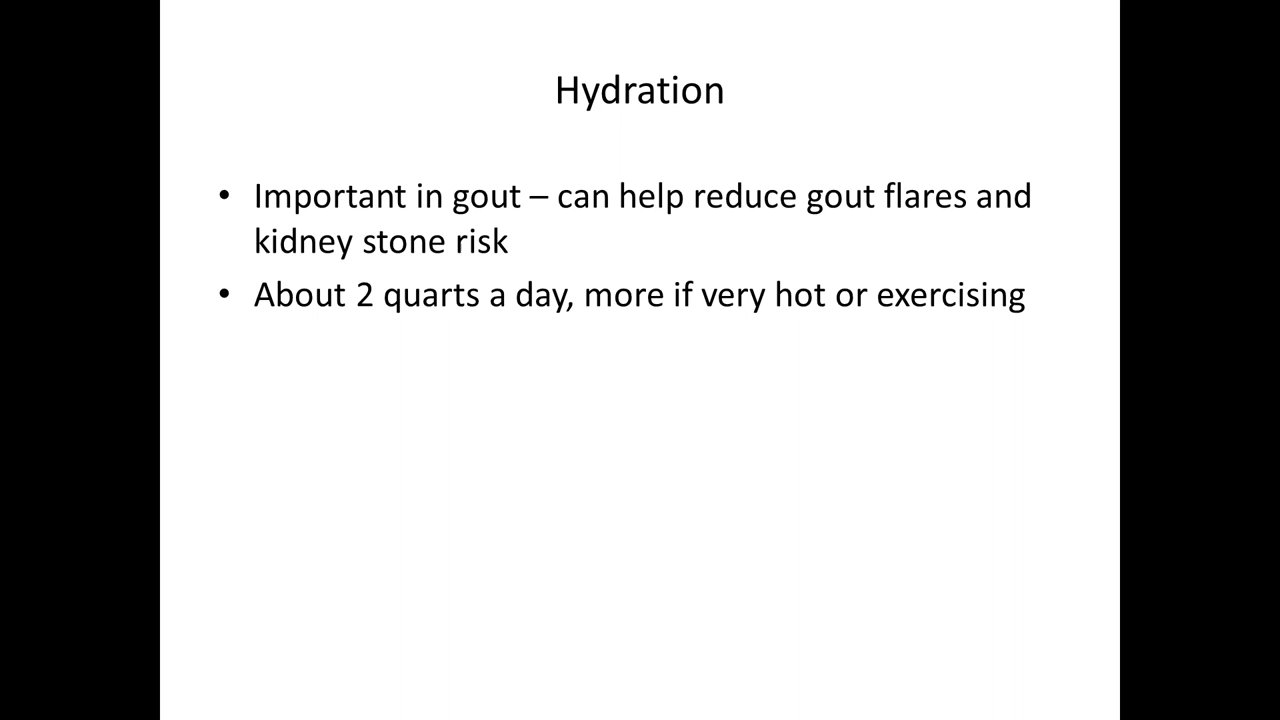 Hydration
• Important in gout – can help reduce gout flares and
kidney stone risk
• About 2 quarts a day, more if very hot or exercising